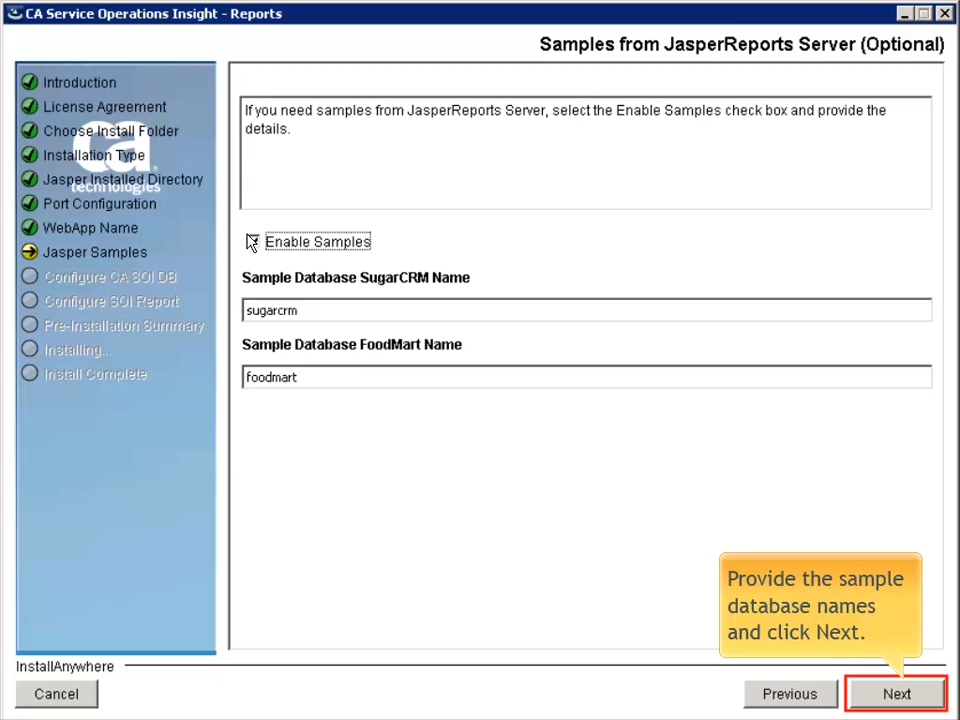 CA Service Operations Insight - Reports
Samples from JasperReports Server (Optional)
Introduction
License Agreement
Choose Install Folder
Installation Type
Jasper Installed Directory
Port Configuration
WebApp Name
Jasper Samples
Configure CA SOI DB
Configure SOI Report
Pre-Installation Summary
Installing...
Install Complete
ca
technologies
If you need samples from JasperReports Server, select the Enable Samples check box and provide the
details.
Enable Samples
Sample Database SugarCRM Name
sugarcrm
Sample Database FoodMart Name
foodmart
Provide the sample
database names
and click Next.
InstallAnywhere
Cancel
Previous
Next